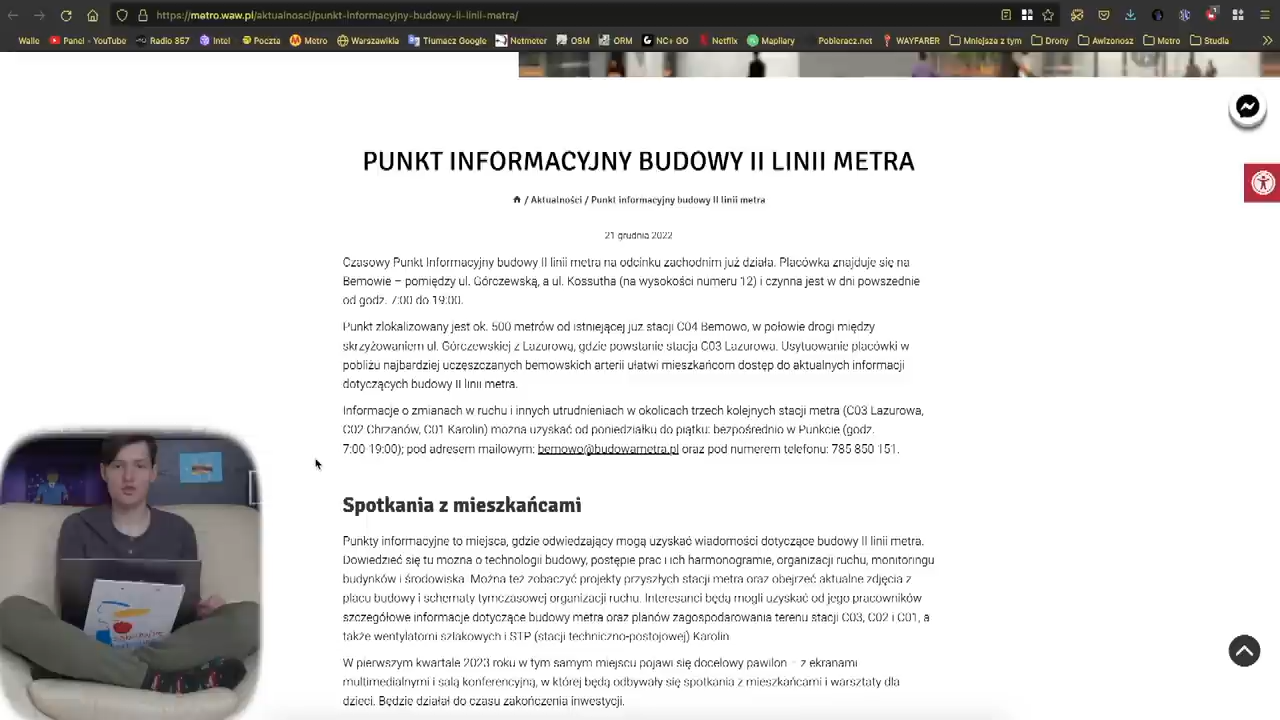 https://metro.waw.pl/aktualnosci/punkt-informacyjny-budowy-ii-linii-metra/
Walle Panel - YouTube Radio 357 Intel Poczta Metro Warszawikia Tłumacz Google Netmeter OSM ORM NC+ GO Netflix Mapliary Pobieracz.net WAYFARER Mniejsza z tym Drony Awizonosz Metro Studia
PUNKT INFORMACYJNY BUDOWY II LINII METRA
/ Aktualności / Punkt informacyjny budowy II linii metra
21 grudnia 2022
Czasowy Punkt Informacyjny budowy II linii metra na odcinku zachodnim już działa. Placówka znajduje się na
Bemowie – pomiędzy ul. Górczewską, a ul. Kossutha (na wysokości numeru 12) i czynna jest w dni powszednie
od godz. 7:00 do 19:00.
Punkt zlokalizowany jest ok. 500 metrów od istniejącej już stacji C04 Bemowo, w połowie drogi między
skrzyżowaniem ul. Górczewskiej z Lazurową, gdzie powstanie stacja C03 Lazurowa. Usytuowanie placówki w
pobliżu najbardziej uczęszczanych bemowskich arterii ułatwi mieszkańcom dostęp do aktualnych informacji
dotyczących budowy II linii metra.
Informacje o zmianach w ruchu i innych utrudnieniach w okolicach trzech kolejnych stacji metra (C03 Lazurowa,
C02 Chrzanów, C01 Karolin) można uzyskać od poniedziałku do piątku: bezpośrednio w Punkcie (godz.
7:00 19:00); pod adresem mailowym: bemowo@budowametra.pl oraz pod numerem telefonu: 785 850 151.
Spotkania z mieszkańcami
Punkty informacyjne to miejsca, gdzie odwiedzający mogą uzyskać wiadomości dotyczące budowy II linii metra.
Dowiedzieć się tu można o technologii budowy, postępie prac i ich harmonogramie, organizacji ruchu, monitoringu
budynków i środowiska. Można też zobaczyć projekty przyszłych stacji metra oraz obejrzeć aktualne zdjęcia z
placu budowy i schematy tymczasowej organizacji ruchu. Interesanci będą mogli uzyskać od jego pracowników
szczegółowe informacje dotyczące budowy metra oraz planów zagospodarowania terenu stacji C03, C02 i C01, a
także wentylatorni szlakowych i STP (stacji techniczno-postojowej) Karolin
W pierwszym kwartale 2023 roku w tym samym miejscu pojawi się docelowy pawilon – z ekranami
multimedialnymi i salą konferencyjną, w której będą odbywały się spotkania z mieszkańcami i warsztaty dla
dzieci. Będzie działał do czasu zakończenia inwestycji.